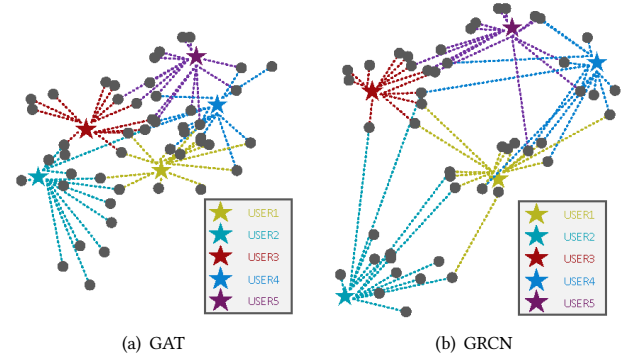 USER1
USER2
USER3
USER4
USER5
USER1
USER2
USER3
USER4
USER5
(a) GAT
(b) GRCN